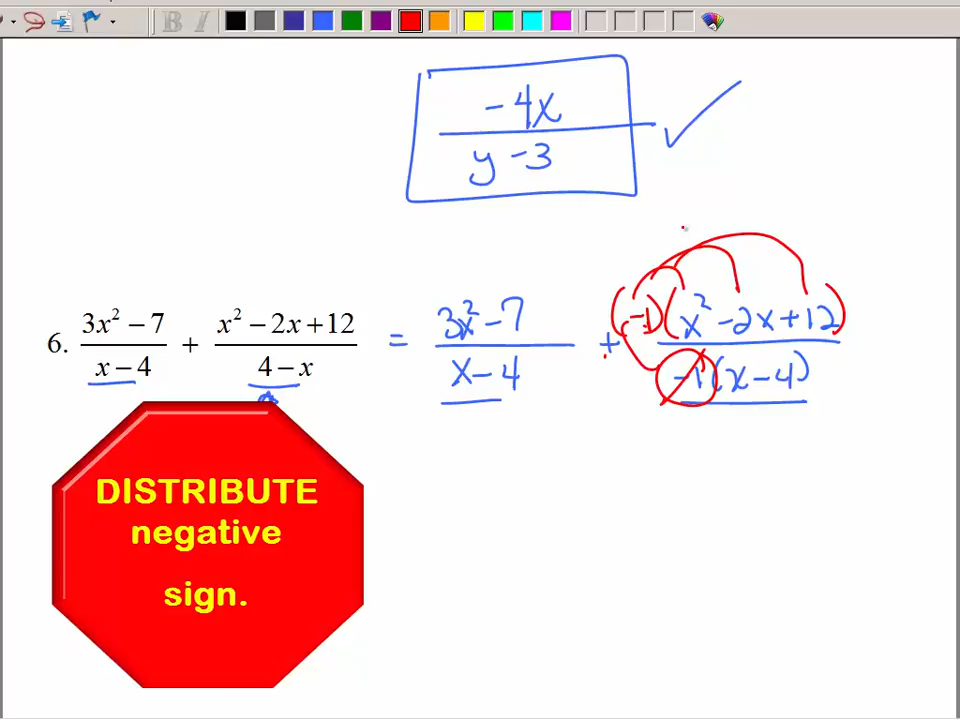 B I
-4x
y - 3
6. 3x² − 7 / x − 4 + x² − 2x + 12 / 4 − x = 3x² - 7 / x - 4 + (-1)(x² - 2x + 12) / -1(x - 4)
DISTRIBUTE
negative
sign.